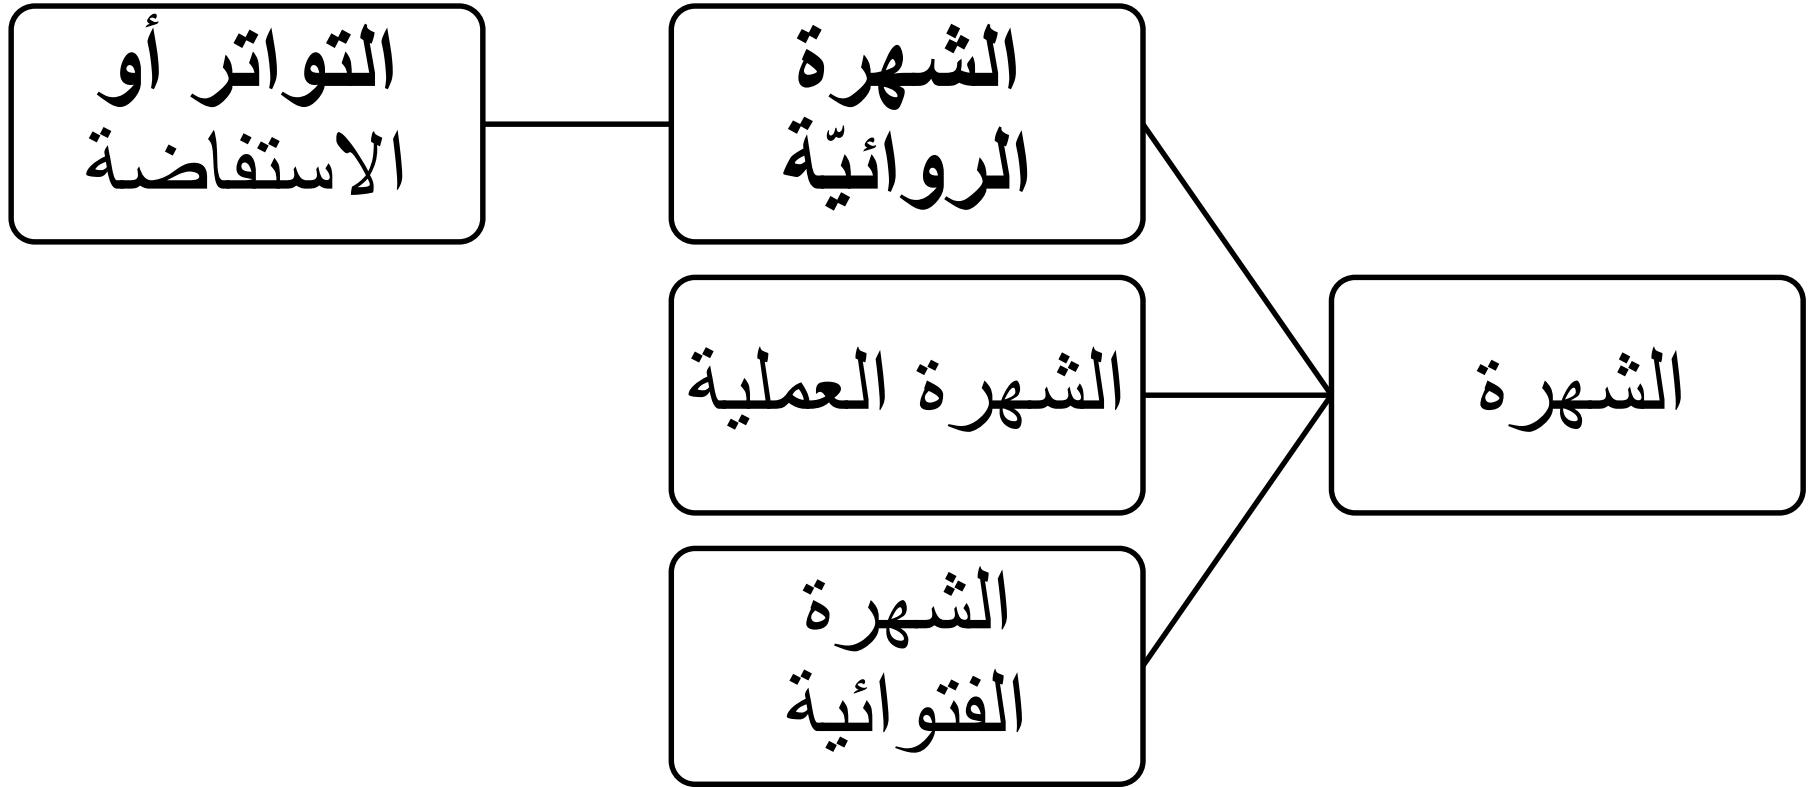 الشهرة
الشهرة
الروائيّة
التواتر أو
الاستفاضة
الشهرة العملية
الشهرة
الفتوائية